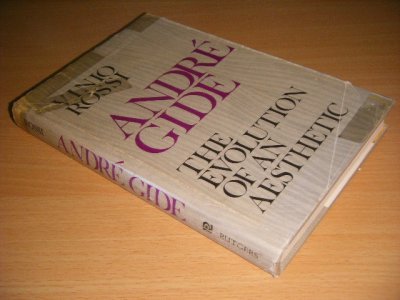 VINIO
ROSSI
ANDRÉ
GIDE
THE
EVOLUTION
OF AN
AESTHETIC
ROSSI
ANDRÉ GIDE
RUTGERS